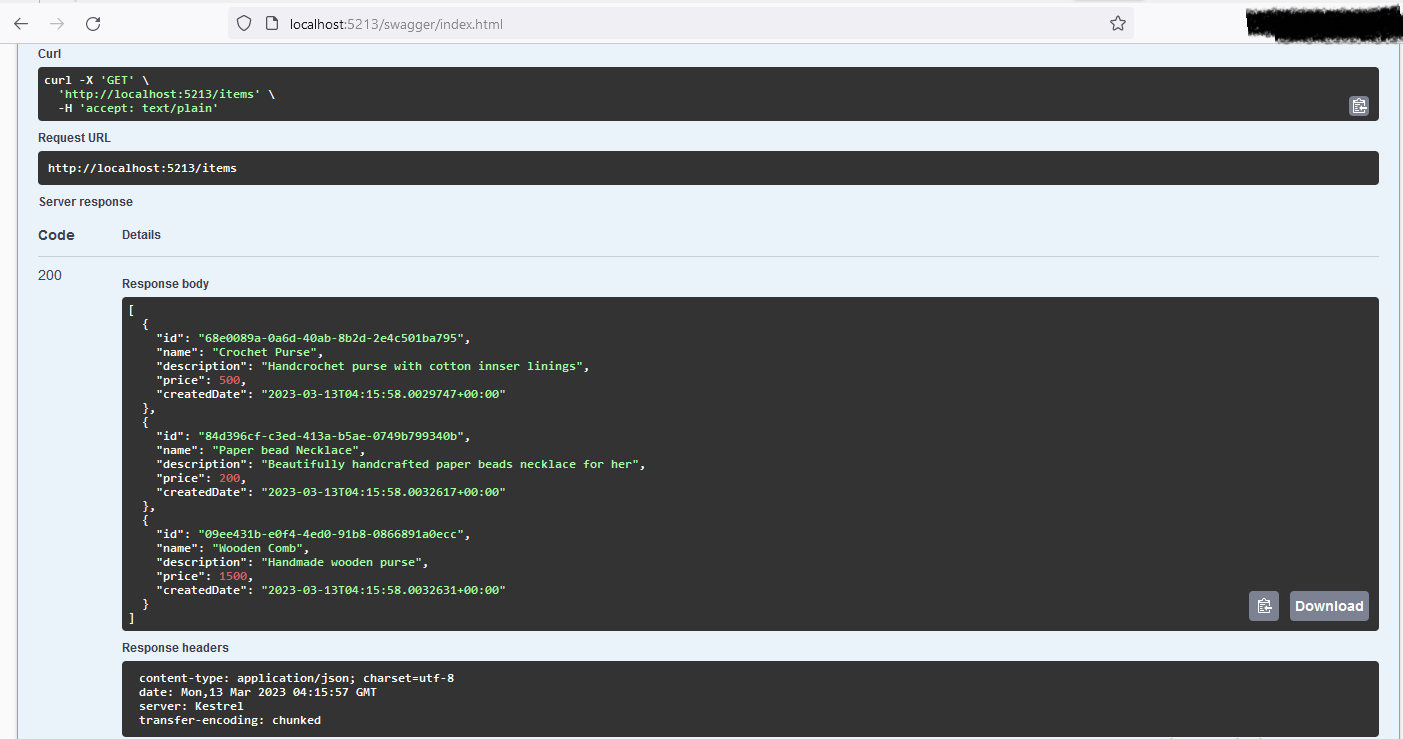 localhost:5213/swagger/index.html
Curl
curl -X 'GET' \
  'http://localhost:5213/items' \
  -H 'accept: text/plain'
Request URL
http://localhost:5213/items
Server response
Code Details
200
Response body
[
  {
    "id": "68e0089a-0a6d-40ab-8b2d-2e4c501ba795",
    "name": "Crochet Purse",
    "description": "Handcrochet purse with cotton innser linings",
    "price": 500,
    "createdDate": "2023-03-13T04:15:58.0029747+00:00"
  },
  {
    "id": "84d396cf-c3ed-413a-b5ae-0749b799340b",
    "name": "Paper bead Necklace",
    "description": "Beautifully handcrafted paper beads necklace for her",
    "price": 200,
    "createdDate": "2023-03-13T04:15:58.0032617+00:00"
  },
  {
    "id": "09ee431b-e0f4-4ed0-91b8-0866891a0ecc",
    "name": "Wooden Comb",
    "description": "Handmade wooden purse",
    "price": 1500,
    "createdDate": "2023-03-13T04:15:58.0032631+00:00"
  }
]
Download
Response headers
content-type: application/json; charset=utf-8
date: Mon,13 Mar 2023 04:15:57 GMT
server: Kestrel
transfer-encoding: chunked